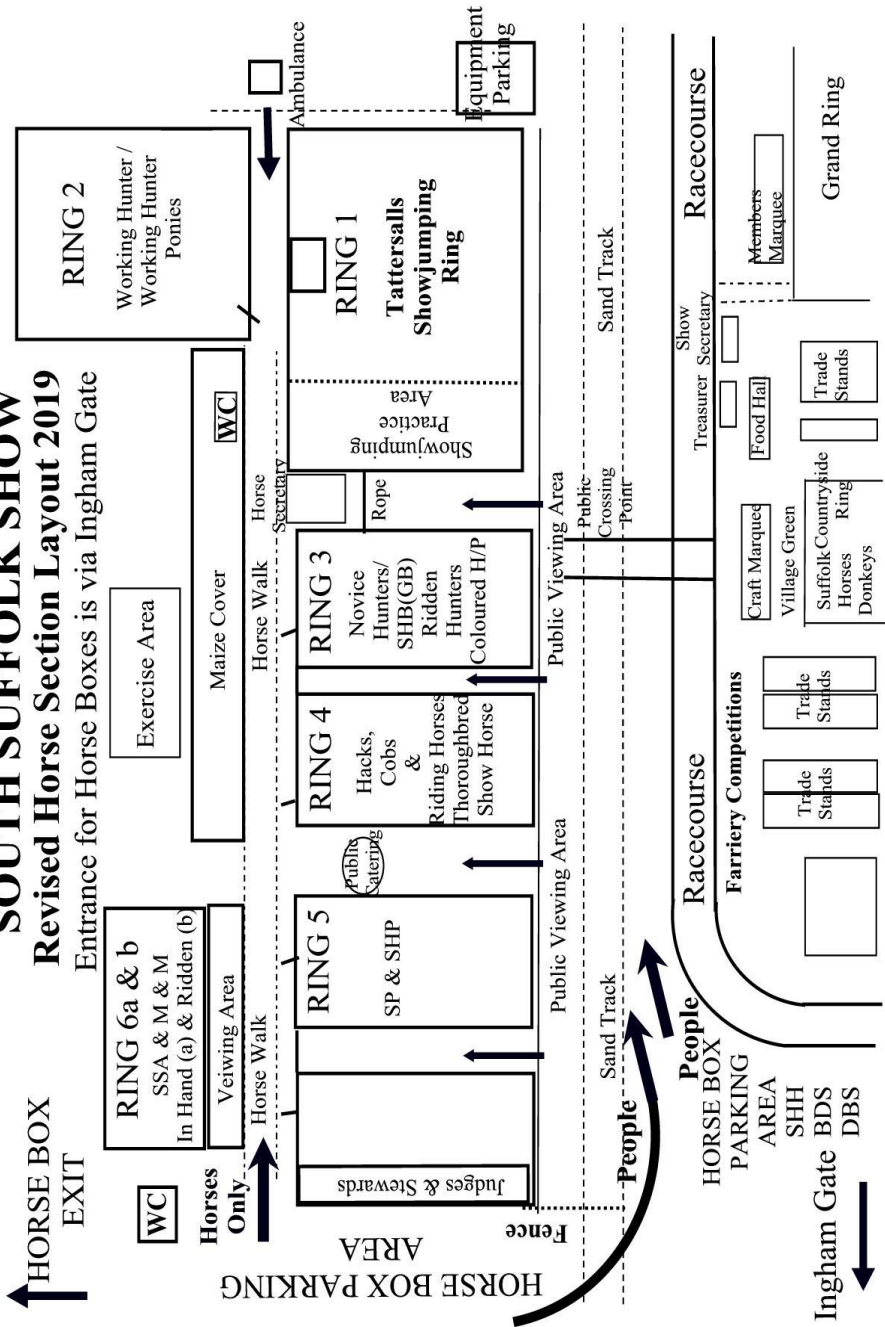 SOUTH SUFFOLK SHOW
Revised Horse Section Layout 2019
Entrance for Horse Boxes is via Ingham Gate
HORSE BOX
EXIT
WC
Horses
Only
RING 6a & b
SSA & M & M
In Hand (a) & Ridden (b)
Veiwing Area
Horse Walk
Exercise Area
Maize Cover
WC
Horse Walk
Horse
Secretary
RING 2
Working Hunter /
Working Hunter
Ponies
Ambulance
HORSE BOX PARKING
AREA
Judges & Stewards
RING 5
SP & SHP
Public
Catering
RING 4
Hacks,
Cobs
&
Riding Horses
Thoroughbred
Show Horse
RING 3
Novice
Hunters/
SHB(GB)
Ridden
Hunters
Coloured H/P
Rope
Showjumping
Practice
Area
RING 1
Tattersalls
Showjumping
Ring
Equipment
Parking
Fence
Public Viewing Area
Public Viewing Area
Public
Crossing
Point
People
Sand Track
Sand Track
People
HORSE BOX
PARKING
AREA
SHH
BDS
DBS
Ingham Gate
Racecourse
Racecourse
Farriery Competitions
Trade
Stands
Trade
Stands
Craft Marquee
Village Green
Suffolk
Horses
Donkeys
Countryside
Ring
Treasurer
Show
Secretary
Food Hall
Trade
Stands
Members
Marquee
Grand Ring